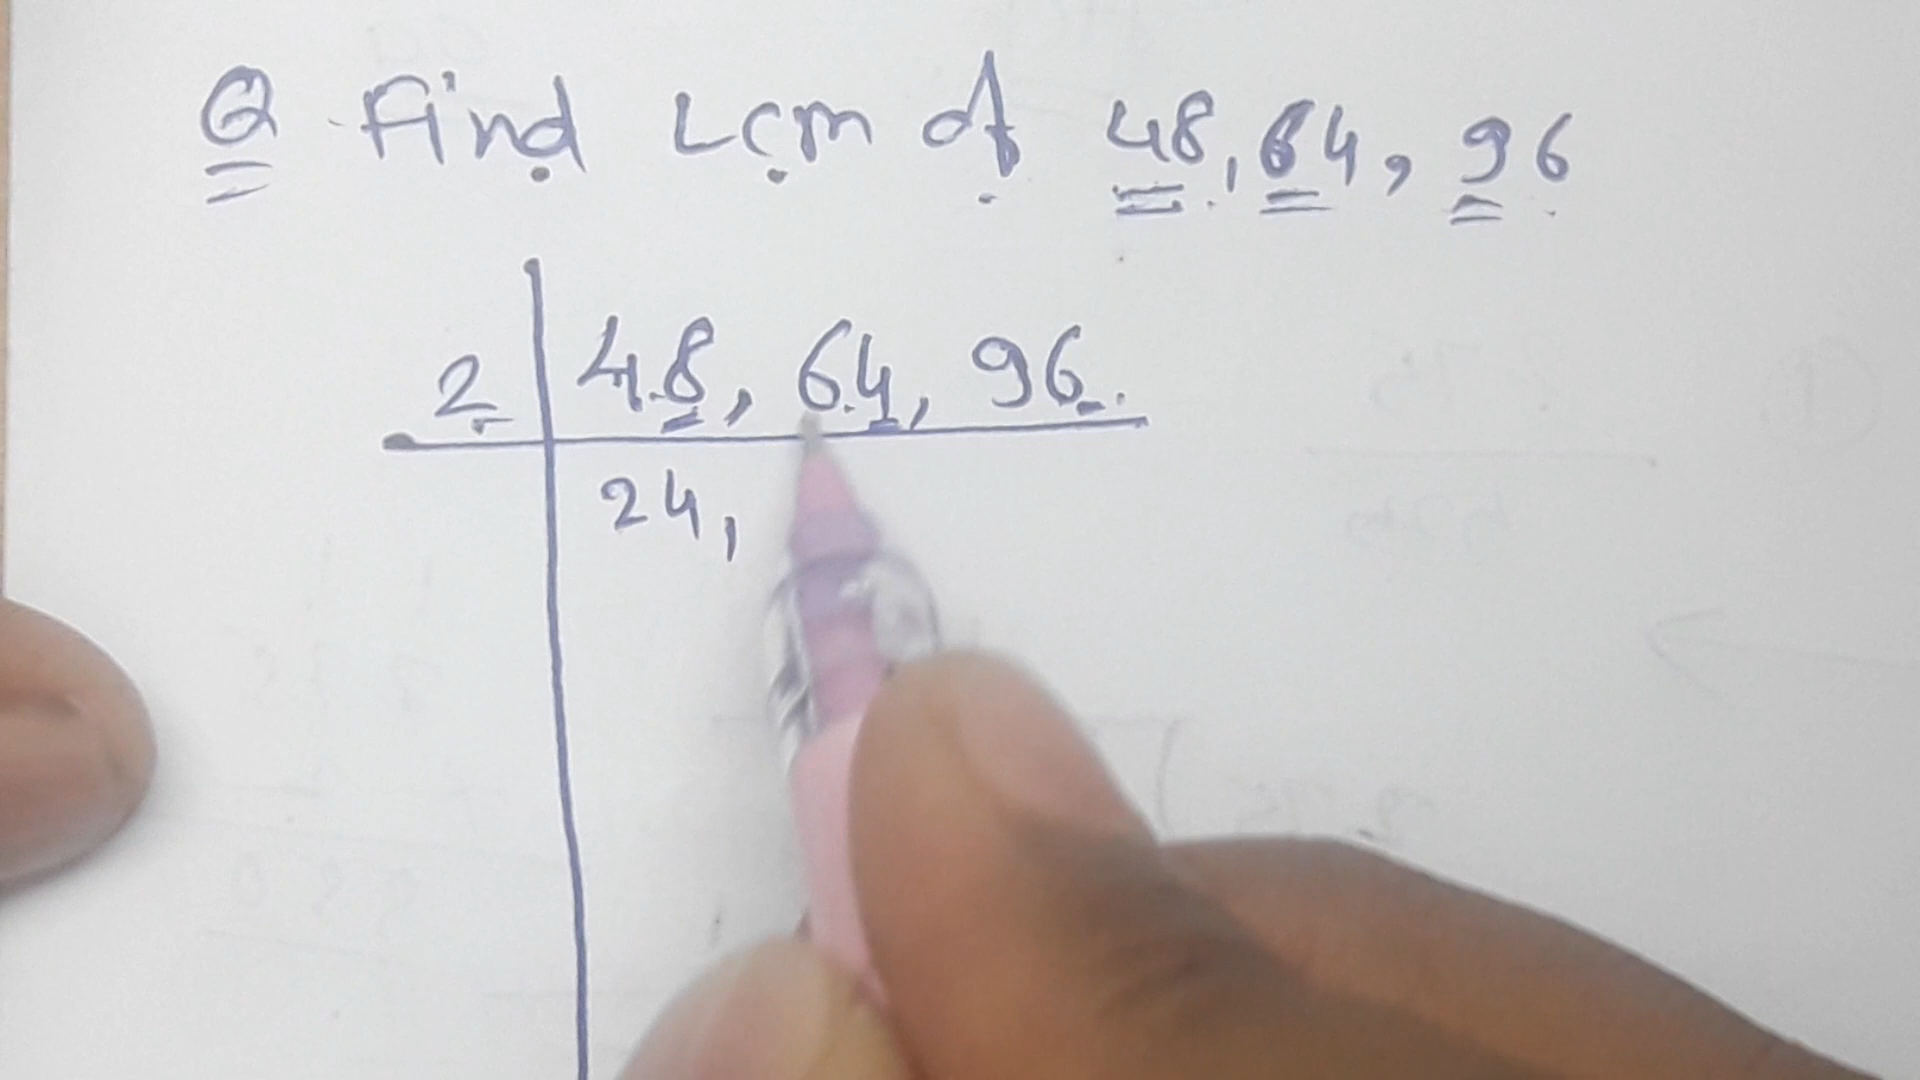 Q Find Lcm of 48, 64, 96
2 48, 64, 96.
24,